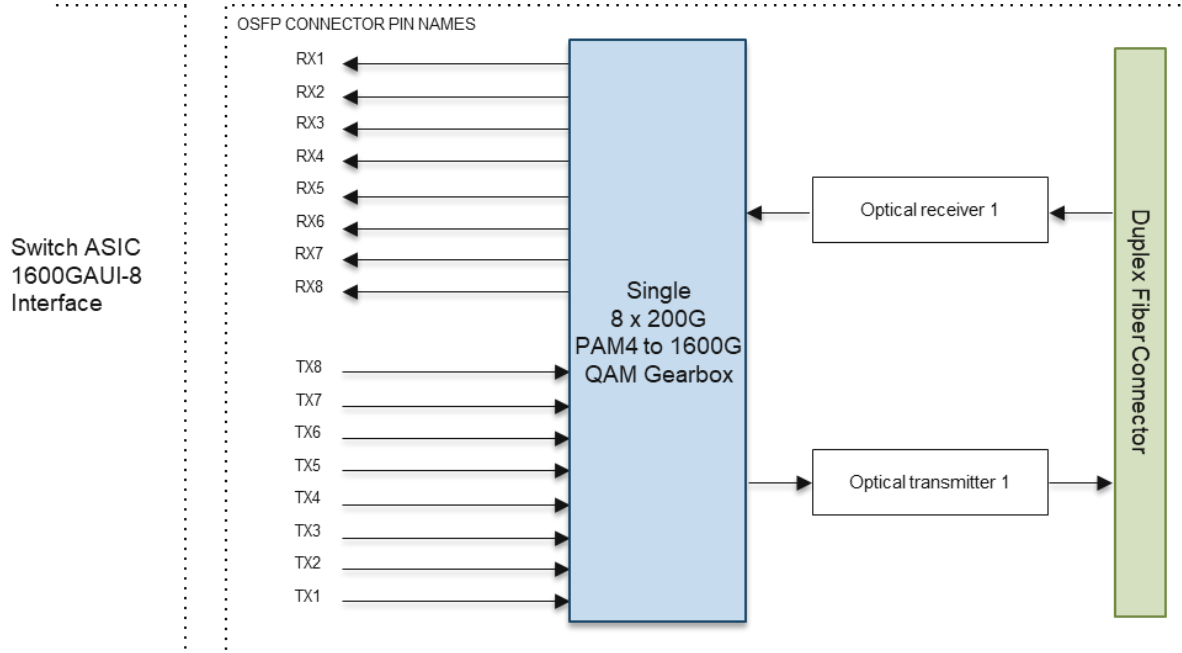 OSFP CONNECTOR PIN NAMES
RX1
RX2
RX3
RX4
RX5
RX6
RX7
RX8
TX8
TX7
TX6
TX5
TX4
TX3
TX2
TX1
Switch ASIC
1600GAUI-8
Interface
Single
8 x 200G
PAM4 to 1600G
QAM Gearbox
Optical receiver 1
Optical transmitter 1
Duplex Fiber Connector